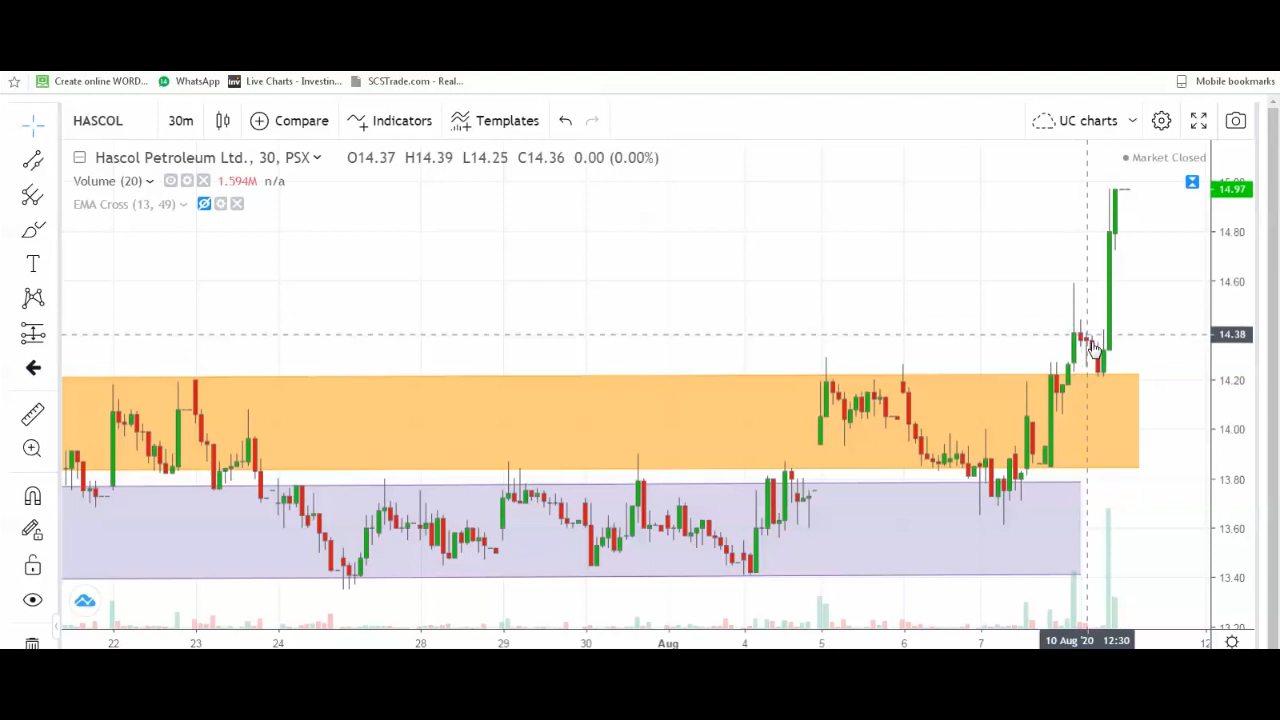 Create online WORD... WhatsApp Live Charts - Investin... SCSTrade.com - Real... Mobile bookmarks
HASCOL 30m Compare Indicators Templates UC charts
Hascol Petroleum Ltd., 30, PSX O14.37 H14.39 L14.25 C14.36 0.00 (0.00%) Market Closed
Volume (20) 1.594M n/a
EMA Cross (13, 49)
14.97
14.80
14.60
14.38
14.20
14.00
13.80
13.60
13.40
22 23 24 28 29 30 Aug 4 5 6 7 10 Aug '20 12:30 12